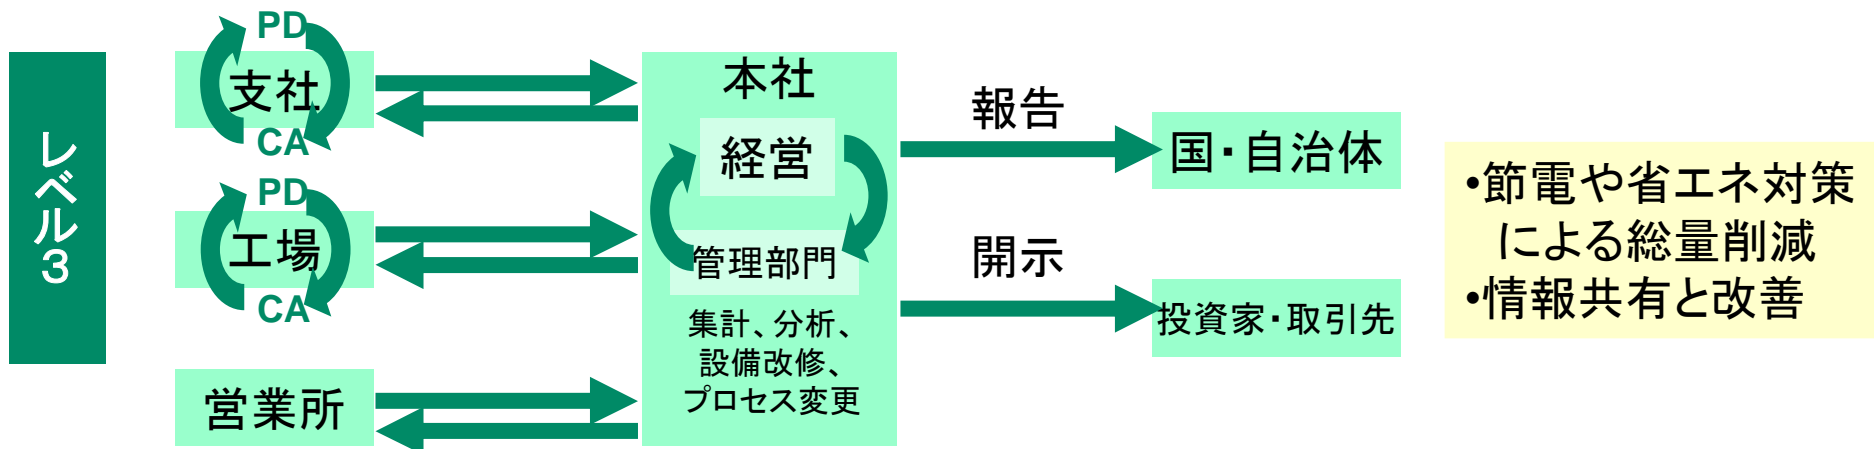 レベル3
PD
支社
CA
PD
工場
CA
営業所
本社
経営
管理部門
集計、分析、
設備改修、
プロセス変更
報告
国・自治体
開示
投資家・取引先
•節電や省エネ対策
による総量削減
•情報共有と改善